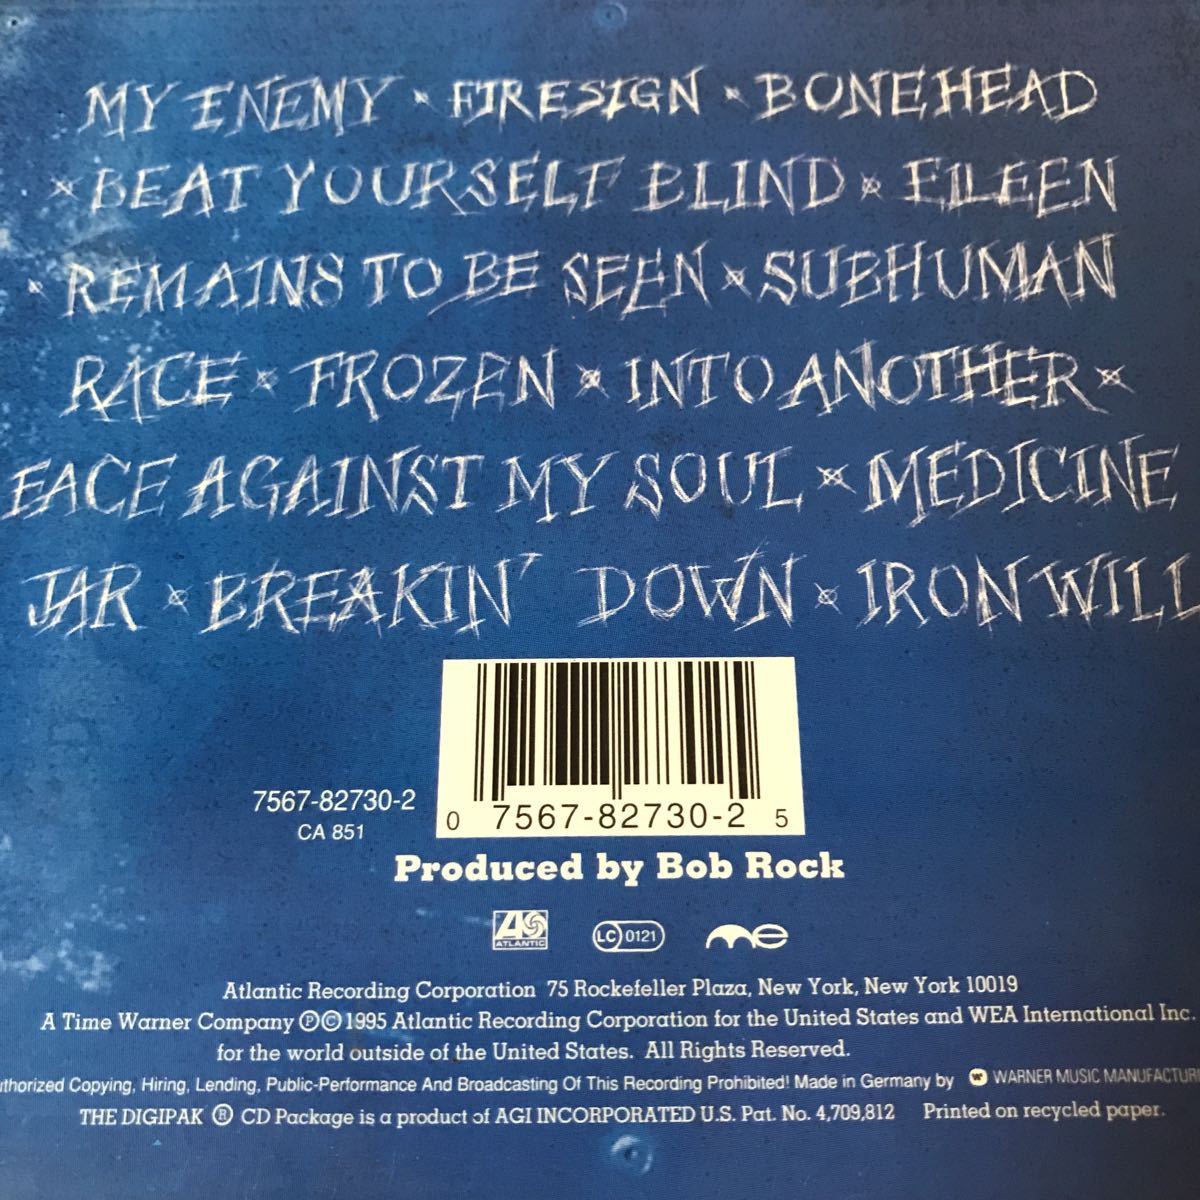 MY ENEMY × FIRESIGN × BONEHEAD
× BEAT YOURSELF BLIND × EILEEN
× REMAINS TO BE SEEN × SUBHUMAN
RACE × FROZEN × INTO ANOTHER ×
FACE AGAINST MY SOUL × MEDICINE
JAR × BREAKIN' DOWN × IRON WILL
7567-82730-2
CA 851
0 7567-82730-2 5
Produced by Bob Rock
ATLANTIC LC 0121 me
Atlantic Recording Corporation 75 Rockefeller Plaza, New York, New York 10019
A Time Warner Company ℗©1995 Atlantic Recording Corporation for the United States and WEA International Inc.
for the world outside of the United States. All Rights Reserved.
uthorized Copying, Hiring, Lending, Public-Performance And Broadcasting Of This Recording Prohibited! Made in Germany by WARNER MUSIC MANUFACTURI
THE DIGIPAK ® CD Package is a product of AGI INCORPORATED U.S. Pat. No. 4,709,812 Printed on recycled paper.